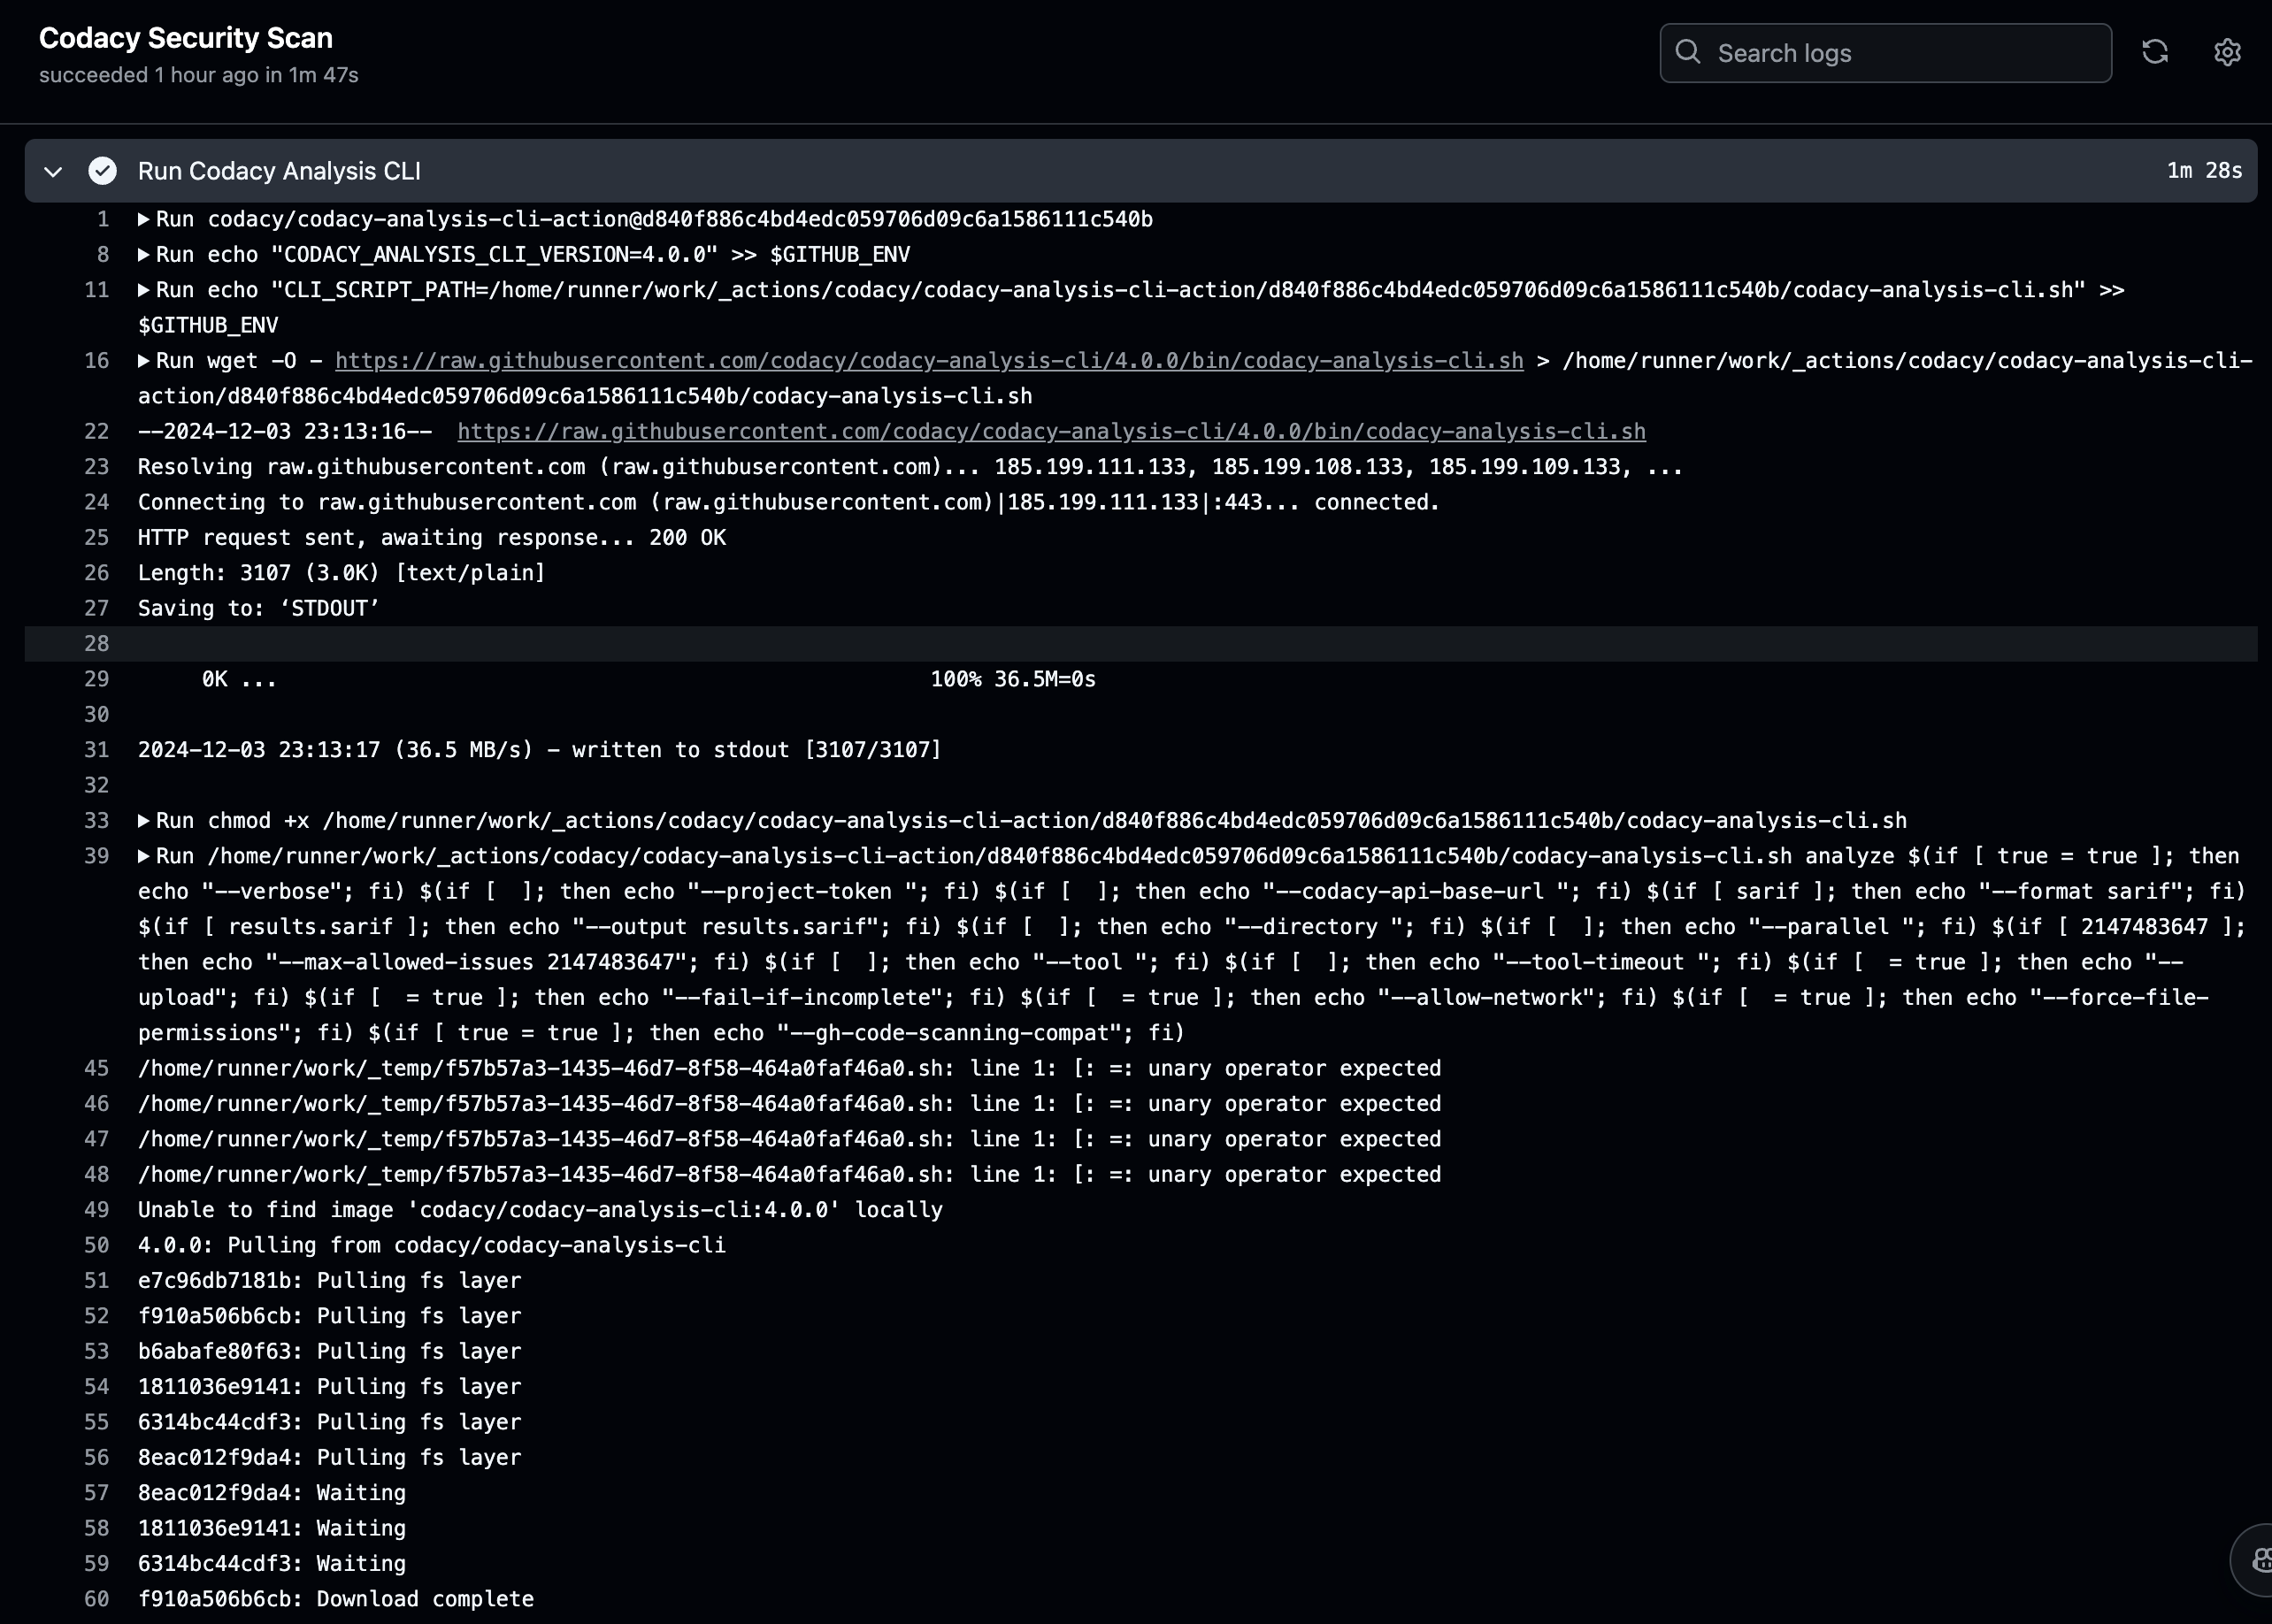 Codacy Security Scan
succeeded 1 hour ago in 1m 47s
Search logs
Run Codacy Analysis CLI
1m 28s
1 Run codacy/codacy-analysis-cli-action@d840f886c4bd4edc059706d09c6a1586111c540b
8 Run echo "CODACY_ANALYSIS_CLI_VERSION=4.0.0" >> $GITHUB_ENV
11 Run echo "CLI_SCRIPT_PATH=/home/runner/work/_actions/codacy/codacy-analysis-cli-action/d840f886c4bd4edc059706d09c6a1586111c540b/codacy-analysis-cli.sh" >>
$GITHUB_ENV
16 Run wget -O - https://raw.githubusercontent.com/codacy/codacy-analysis-cli/4.0.0/bin/codacy-analysis-cli.sh > /home/runner/work/_actions/codacy/codacy-analysis-cli-
action/d840f886c4bd4edc059706d09c6a1586111c540b/codacy-analysis-cli.sh
22 --2024-12-03 23:13:16--  https://raw.githubusercontent.com/codacy/codacy-analysis-cli/4.0.0/bin/codacy-analysis-cli.sh
23 Resolving raw.githubusercontent.com (raw.githubusercontent.com)... 185.199.111.133, 185.199.108.133, 185.199.109.133, ...
24 Connecting to raw.githubusercontent.com (raw.githubusercontent.com)|185.199.111.133|:443... connected.
25 HTTP request sent, awaiting response... 200 OK
26 Length: 3107 (3.0K) [text/plain]
27 Saving to: ‘STDOUT’
28
29 0K ... 100% 36.5M=0s
30
31 2024-12-03 23:13:17 (36.5 MB/s) - written to stdout [3107/3107]
32
33 Run chmod +x /home/runner/work/_actions/codacy/codacy-analysis-cli-action/d840f886c4bd4edc059706d09c6a1586111c540b/codacy-analysis-cli.sh
39 Run /home/runner/work/_actions/codacy/codacy-analysis-cli-action/d840f886c4bd4edc059706d09c6a1586111c540b/codacy-analysis-cli.sh analyze $(if [ true = true ]; then
echo "--verbose"; fi) $(if [  ]; then echo "--project-token "; fi) $(if [  ]; then echo "--codacy-api-base-url "; fi) $(if [ sarif ]; then echo "--format sarif"; fi)
$(if [ results.sarif ]; then echo "--output results.sarif"; fi) $(if [  ]; then echo "--directory "; fi) $(if [  ]; then echo "--parallel "; fi) $(if [ 2147483647 ];
then echo "--max-allowed-issues 2147483647"; fi) $(if [  ]; then echo "--tool "; fi) $(if [  ]; then echo "--tool-timeout "; fi) $(if [  = true ]; then echo "--
upload"; fi) $(if [  = true ]; then echo "--fail-if-incomplete"; fi) $(if [  = true ]; then echo "--allow-network"; fi) $(if [  = true ]; then echo "--force-file-
permissions"; fi) $(if [ true = true ]; then echo "--gh-code-scanning-compat"; fi)
45 /home/runner/work/_temp/f57b57a3-1435-46d7-8f58-464a0faf46a0.sh: line 1: [: =: unary operator expected
46 /home/runner/work/_temp/f57b57a3-1435-46d7-8f58-464a0faf46a0.sh: line 1: [: =: unary operator expected
47 /home/runner/work/_temp/f57b57a3-1435-46d7-8f58-464a0faf46a0.sh: line 1: [: =: unary operator expected
48 /home/runner/work/_temp/f57b57a3-1435-46d7-8f58-464a0faf46a0.sh: line 1: [: =: unary operator expected
49 Unable to find image 'codacy/codacy-analysis-cli:4.0.0' locally
50 4.0.0: Pulling from codacy/codacy-analysis-cli
51 e7c96db7181b: Pulling fs layer
52 f910a506b6cb: Pulling fs layer
53 b6abafe80f63: Pulling fs layer
54 1811036e9141: Pulling fs layer
55 6314bc44cdf3: Pulling fs layer
56 8eac012f9da4: Pulling fs layer
57 8eac012f9da4: Waiting
58 1811036e9141: Waiting
59 6314bc44cdf3: Waiting
60 f910a506b6cb: Download complete